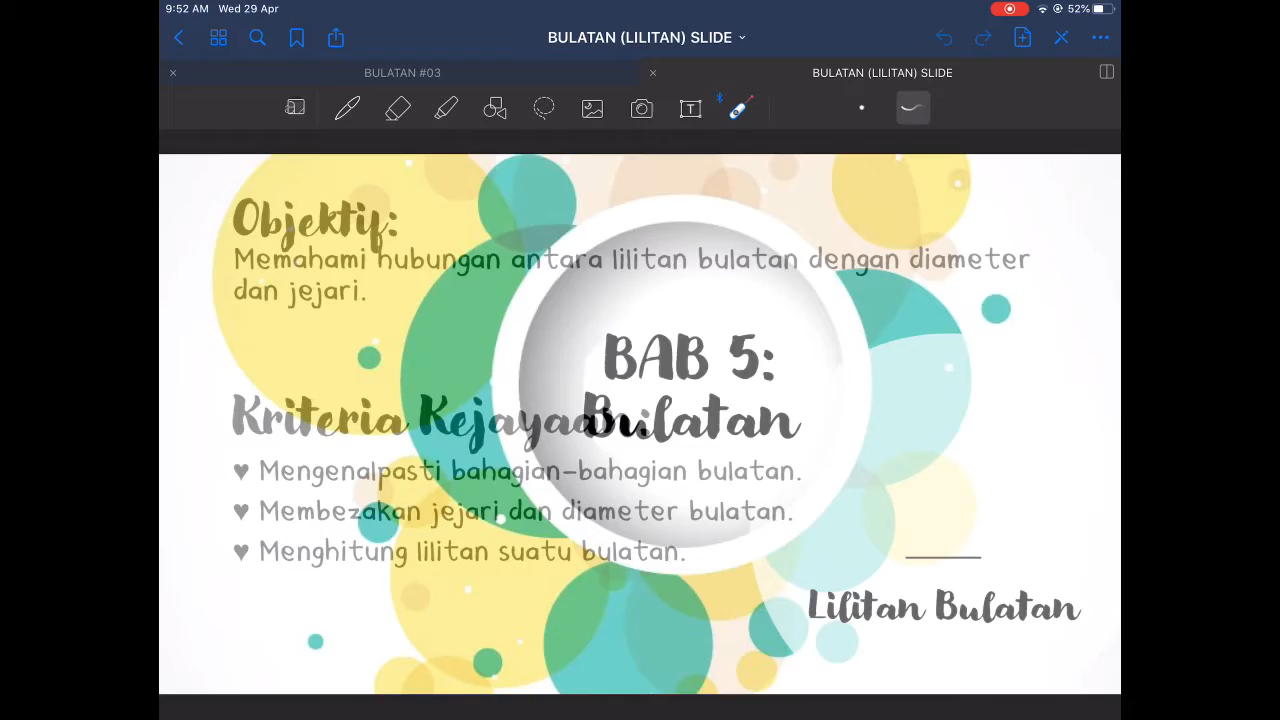 9:52 AM Wed 29 Apr
52%
BULATAN (LILITAN) SLIDE
BULATAN #03
BULATAN (LILITAN) SLIDE
T
Objektif:
Memahami hubungan antara lilitan bulatan dengan diameter
dan jejari.
BAB 5:
Bulatan
Kriteria Kejayaan:
♥ Mengenalpasti bahagian-bahagian bulatan.
♥ Membezakan jejari dan diameter bulatan.
♥ Menghitung lilitan suatu bulatan.
Lilitan Bulatan